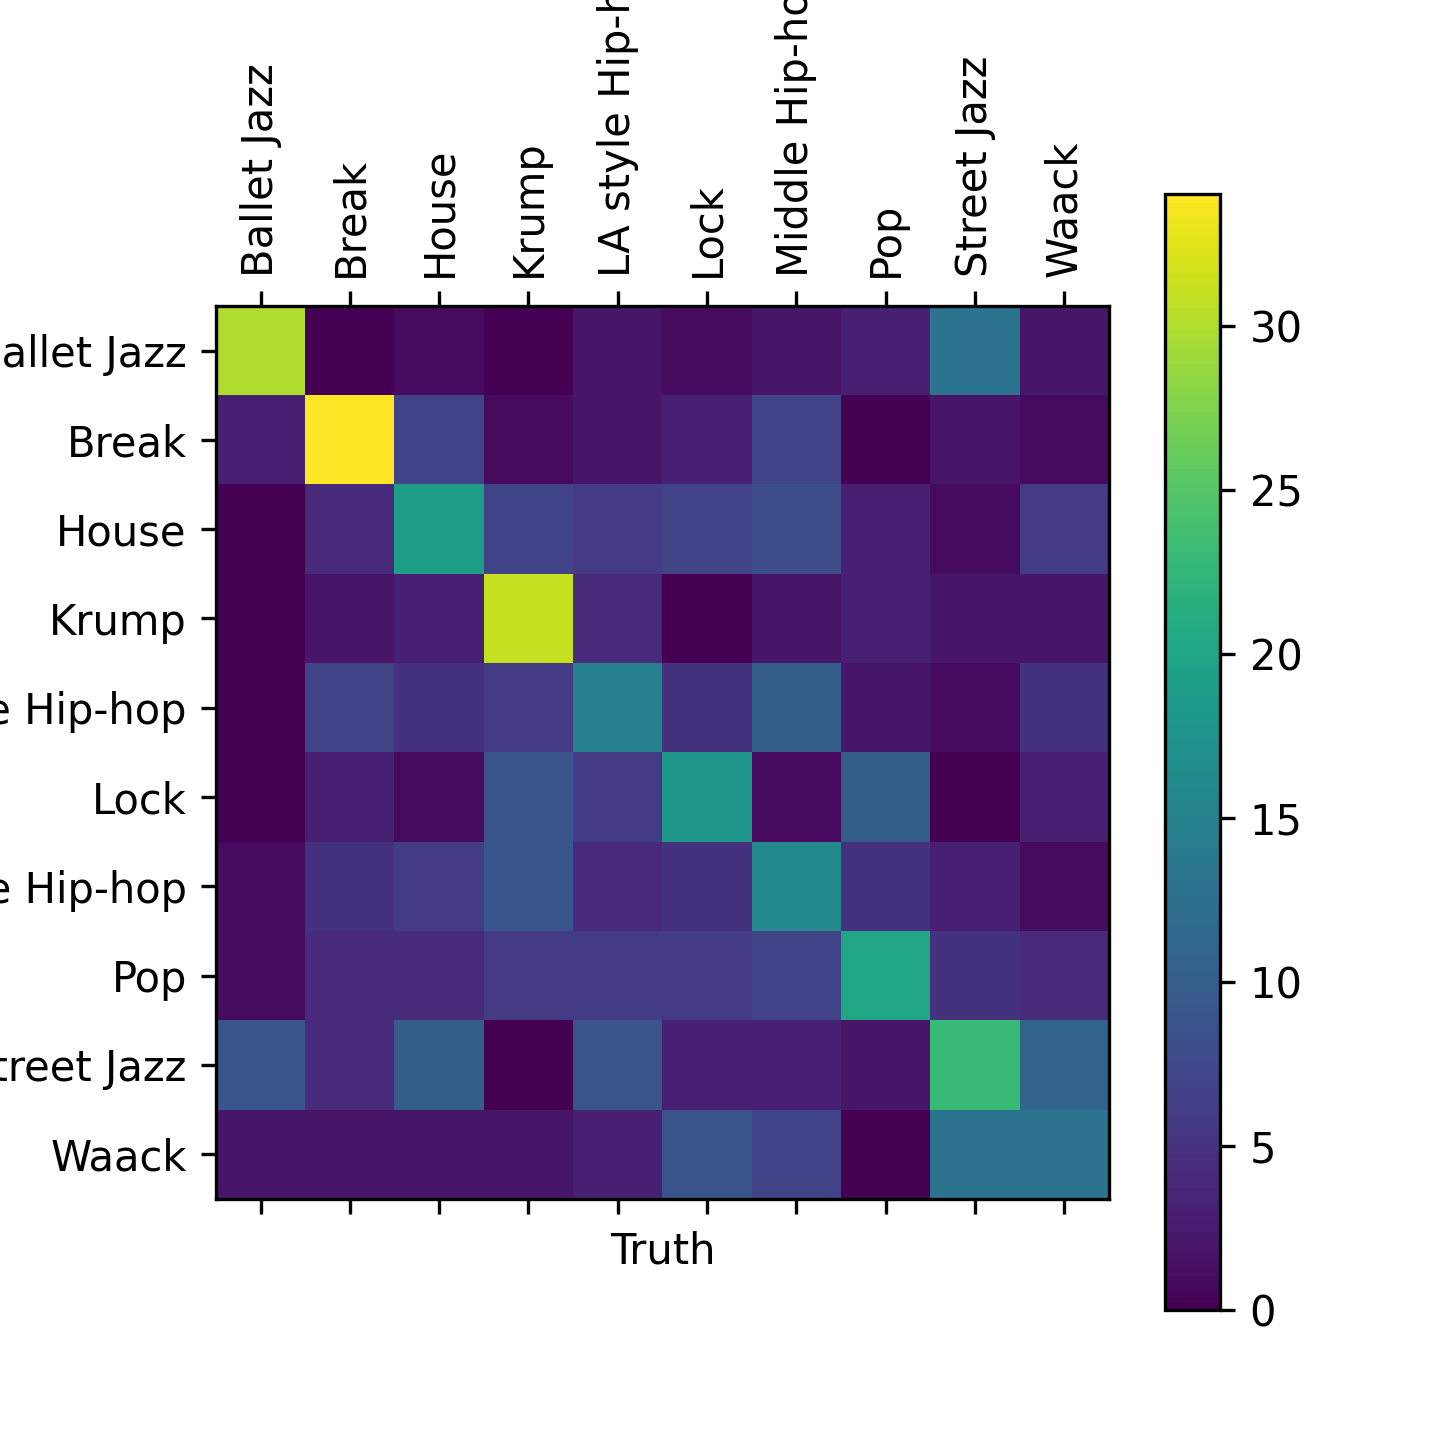 Ballet Jazz
Break
House
Krump
LA style Hip-h
Lock
Middle Hip-ho
Pop
Street Jazz
Waack
allet Jazz
Break
House
Krump
e Hip-hop
Lock
e Hip-hop
Pop
treet Jazz
Waack
Truth
30
25
20
15
10
5
0